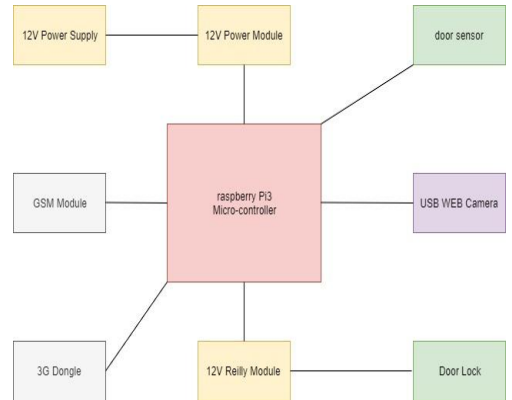 12V Power Supply
12V Power Module
door sensor
GSM Module
raspberry Pi3
Micro-controller
USB WEB Camera
3G Dongle
12V Reilly Module
Door Lock